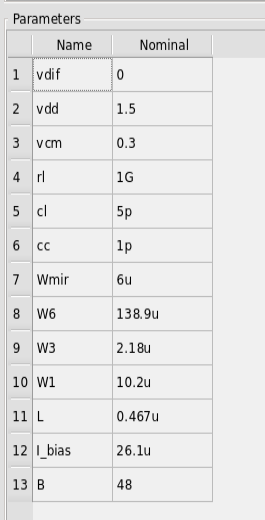 Parameters
Name Nominal
1 vdif 0
2 vdd 1.5
3 vcm 0.3
4 rl 1G
5 cl 5p
6 cc 1p
7 Wmir 6u
8 W6 138.9u
9 W3 2.18u
10 W1 10.2u
11 L 0.467u
12 I_bias 26.1u
13 B 48